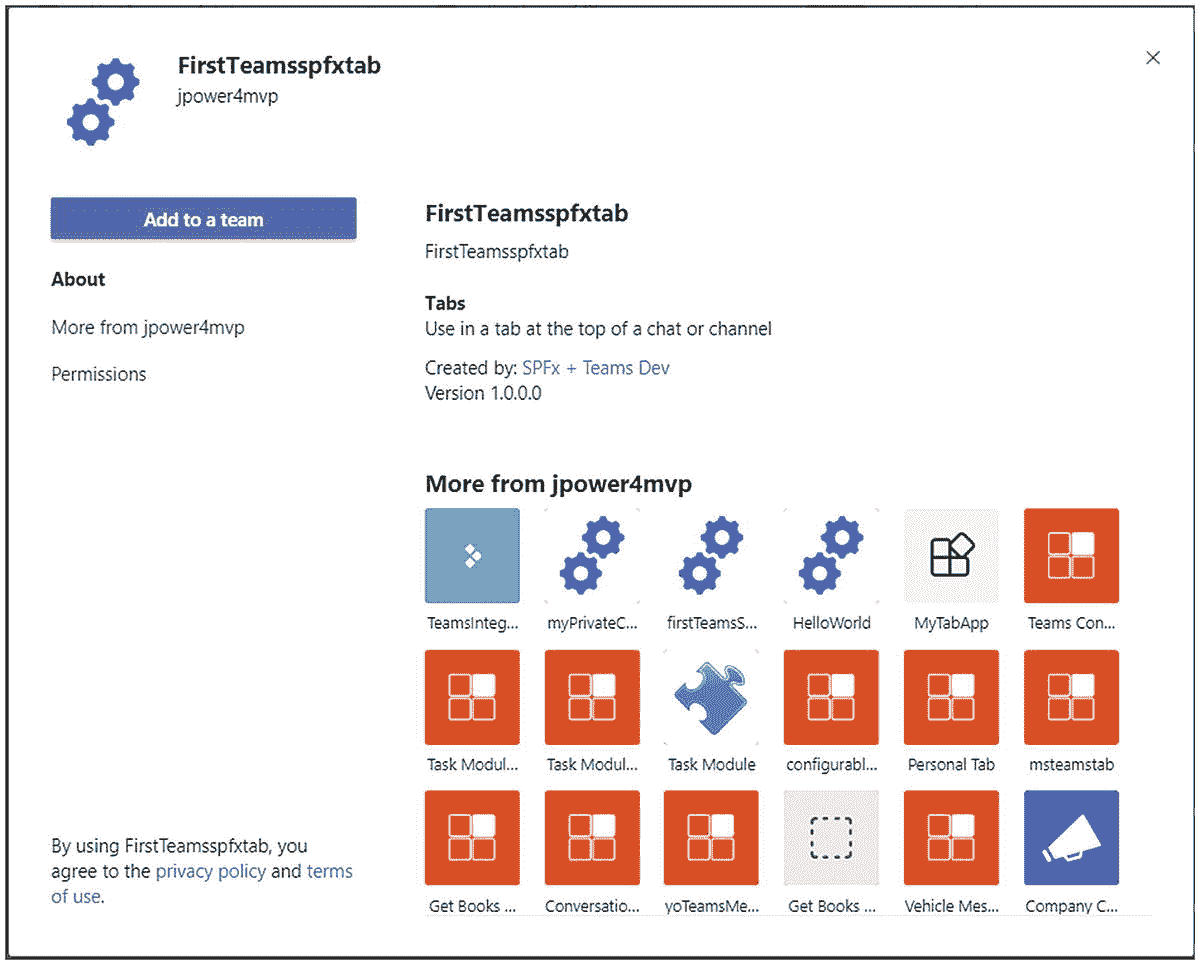 FirstTeamsspfxtab
jpower4mvp
Add to a team
About
More from jpower4mvp
Permissions
By using FirstTeamsspfxtab, you
agree to the privacy policy and terms
of use.
FirstTeamsspfxtab
FirstTeamsspfxtab
Tabs
Use in a tab at the top of a chat or channel
Created by: SPFx + Teams Dev
Version 1.0.0.0
More from jpower4mvp
TeamsInteg... myPrivateC... firstTeamsS... HelloWorld MyTabApp Teams Con...
Task Modul... Task Modul... Task Module configurabl... Personal Tab msteamstab
Get Books ... Conversatio... yoTeamsMe... Get Books ... Vehicle Mes... Company C...